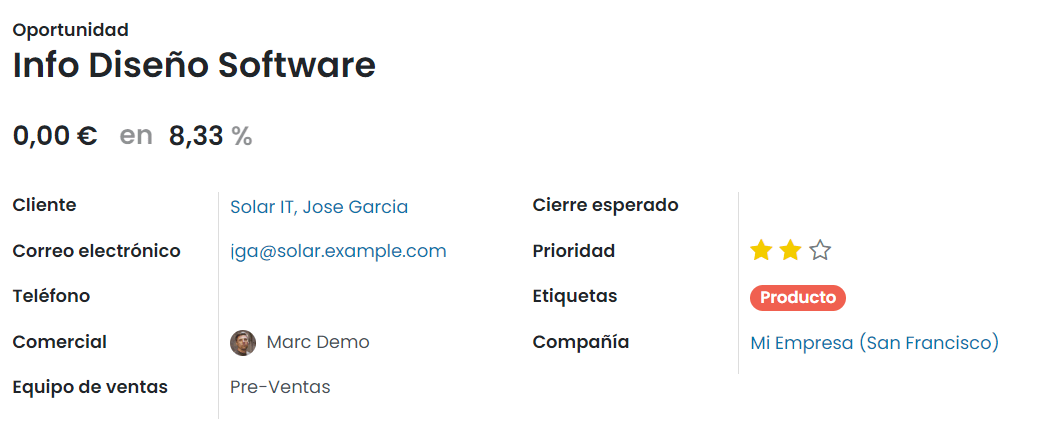 Oportunidad
Info Diseño Software
0,00 € en 8,33 %
Cliente Solar IT, Jose Garcia
Correo electrónico jga@solar.example.com
Teléfono
Comercial Marc Demo
Equipo de ventas Pre-Ventas
Cierre esperado
Prioridad
Etiquetas Producto
Compañía Mi Empresa (San Francisco)